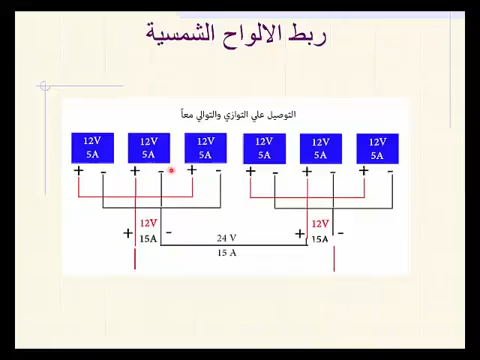 ربط الالواح الشمسية
التوصيل علي التوازي والتوالي معاً
12V 12V 12V 12V 12V 12V
5A 5A 5A 5A 5A 5A
+ - + - + - + - + - + -
12V 12V
+ 15A - + 15A -
24 V
15 A